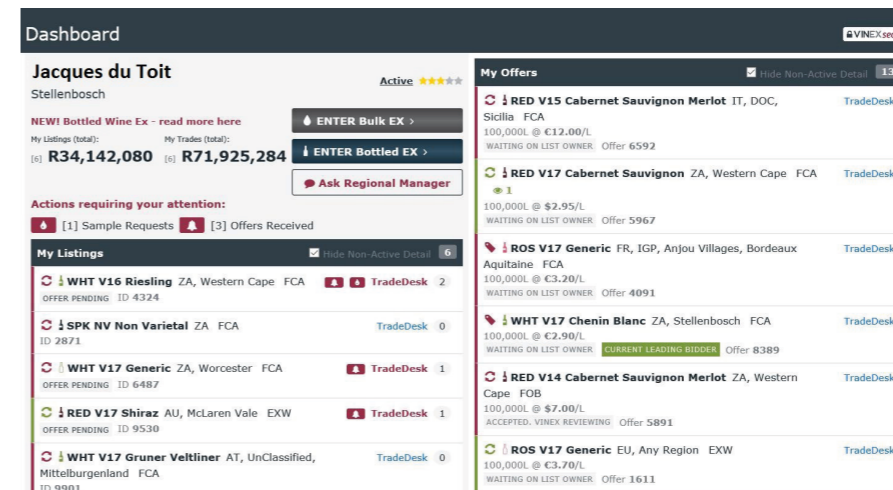 Dashboard
VINEX sec
Jacques du Toit
Stellenbosch
Active
NEW! Bottled Wine Ex - read more here
My Listings (total):
My Trades (total):
[6] R34,142,080 [6] R71,925,284
ENTER Bulk EX >
ENTER Bottled EX >
Ask Regional Manager
Actions requiring your attention:
[1] Sample Requests [3] Offers Received
My Listings Hide Non-Active Detail 6
WHT V16 Riesling ZA, Western Cape FCA TradeDesk 2
OFFER PENDING ID 4324
SPK NV Non Varietal ZA FCA TradeDesk 0
ID 2871
WHT V17 Generic ZA, Worcester FCA TradeDesk 1
OFFER PENDING ID 6487
RED V17 Shiraz AU, McLaren Vale EXW TradeDesk 1
OFFER PENDING ID 9530
WHT V17 Gruner Veltliner AT, UnClassified, TradeDesk 0
Mittelburgenland FCA
ID 9901
My Offers Hide Non-Active Detail 13
RED V15 Cabernet Sauvignon Merlot IT, DOC, TradeDesk
Sicilia FCA
100,000L @ €12.00/L
WAITING ON LIST OWNER Offer 6592
RED V17 Cabernet Sauvignon ZA, Western Cape FCA TradeDesk
1
100,000L @ $2.95/L
WAITING ON LIST OWNER Offer 5967
ROS V17 Generic FR, IGP, Anjou Villages, Bordeaux TradeDesk
Aquitaine FCA
100,000L @ €3.20/L
WAITING ON LIST OWNER Offer 4091
WHT V17 Chenin Blanc ZA, Stellenbosch FCA TradeDesk
100,000L @ €2.90/L
WAITING ON LIST OWNER CURRENT LEADING BIDDER Offer 8389
RED V14 Cabernet Sauvignon Merlot ZA, Western TradeDesk
Cape FOB
100,000L @ $7.00/L
ACCEPTED. VINEX REVIEWING Offer 5891
ROS V17 Generic EU, Any Region EXW TradeDesk
100,000L @ €3.70/L
WAITING ON LIST OWNER Offer 1611